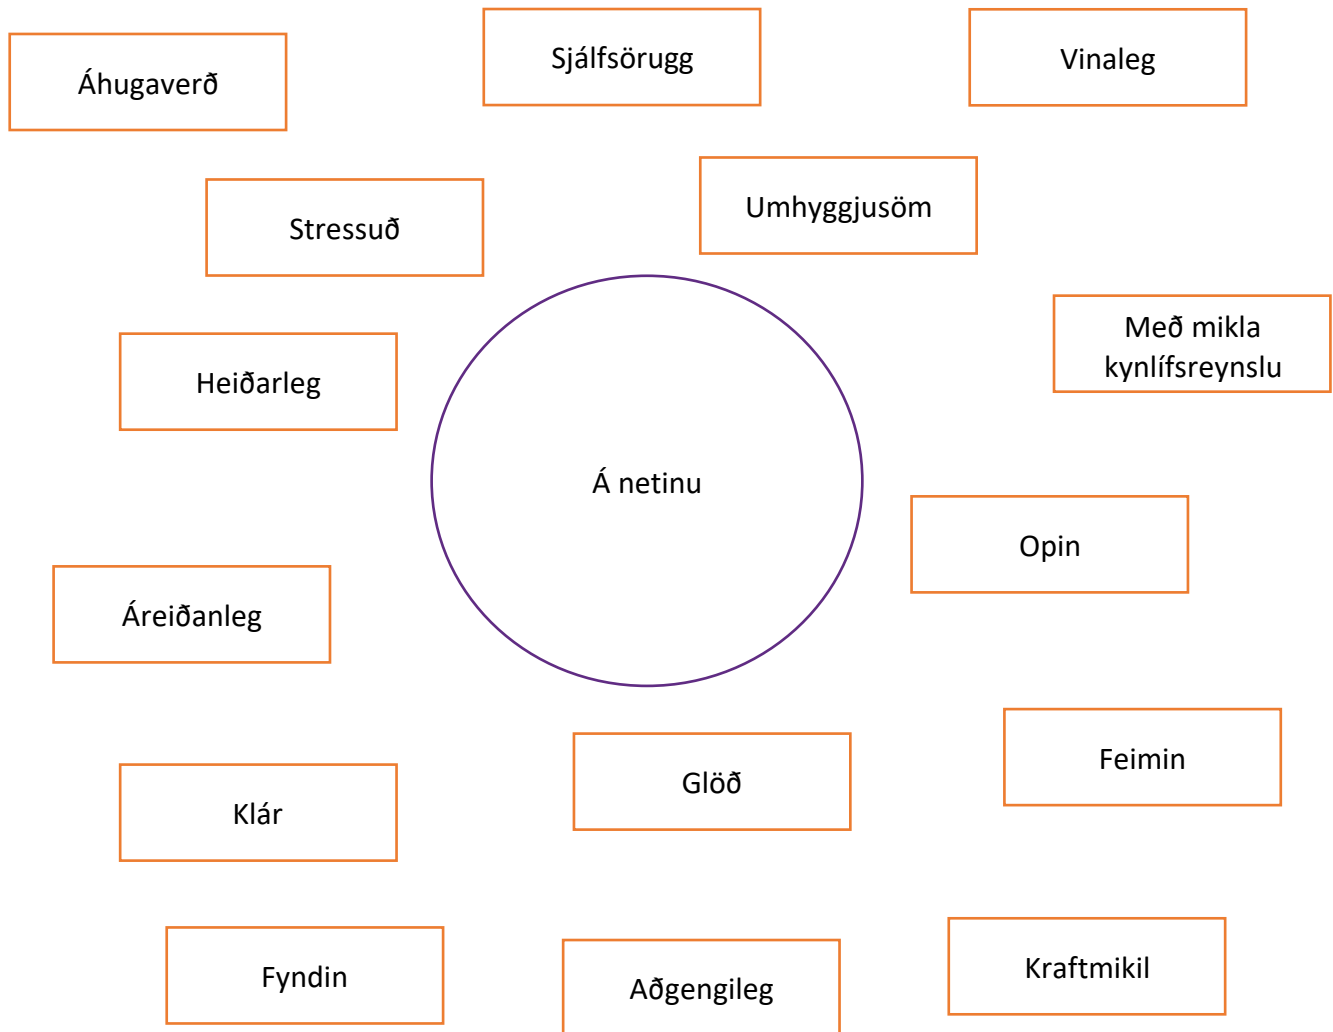 Áhugaverð
Sjálfsörugg
Vinaleg
Stressuð
Umhyggjusöm
Heiðarleg
Með mikla
kynlífsreynslu
Á netinu
Opin
Áreiðanleg
Klár
Glöð
Feimin
Fyndin
Aðgengileg
Kraftmikil